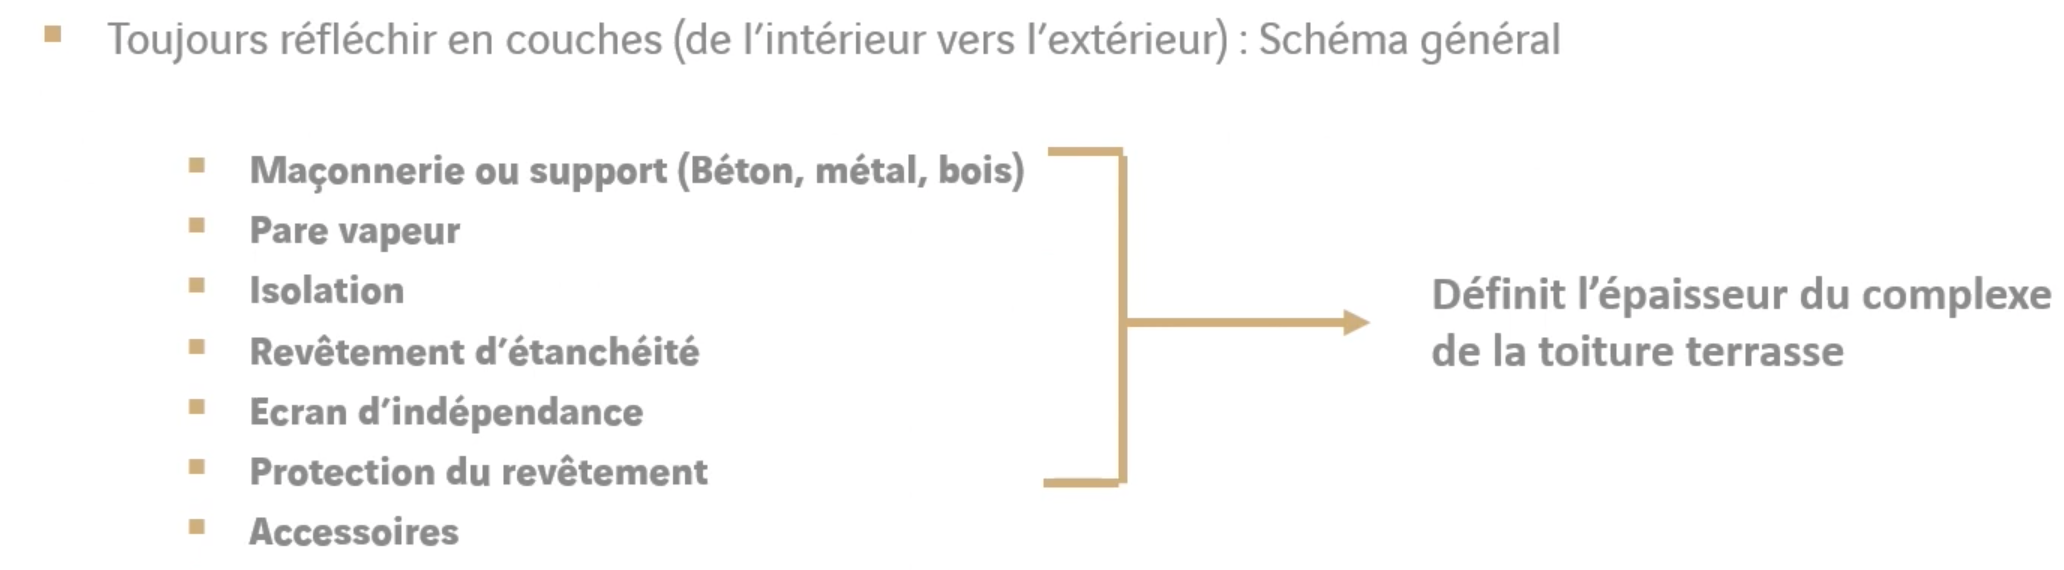 Toujours réfléchir en couches (de l’intérieur vers l’extérieur) : Schéma général
Maçonnerie ou support (Béton, métal, bois)
Pare vapeur
Isolation
Revêtement d’étanchéité
Ecran d’indépendance
Protection du revêtement
Accessoires
Définit l’épaisseur du complexe
de la toiture terrasse